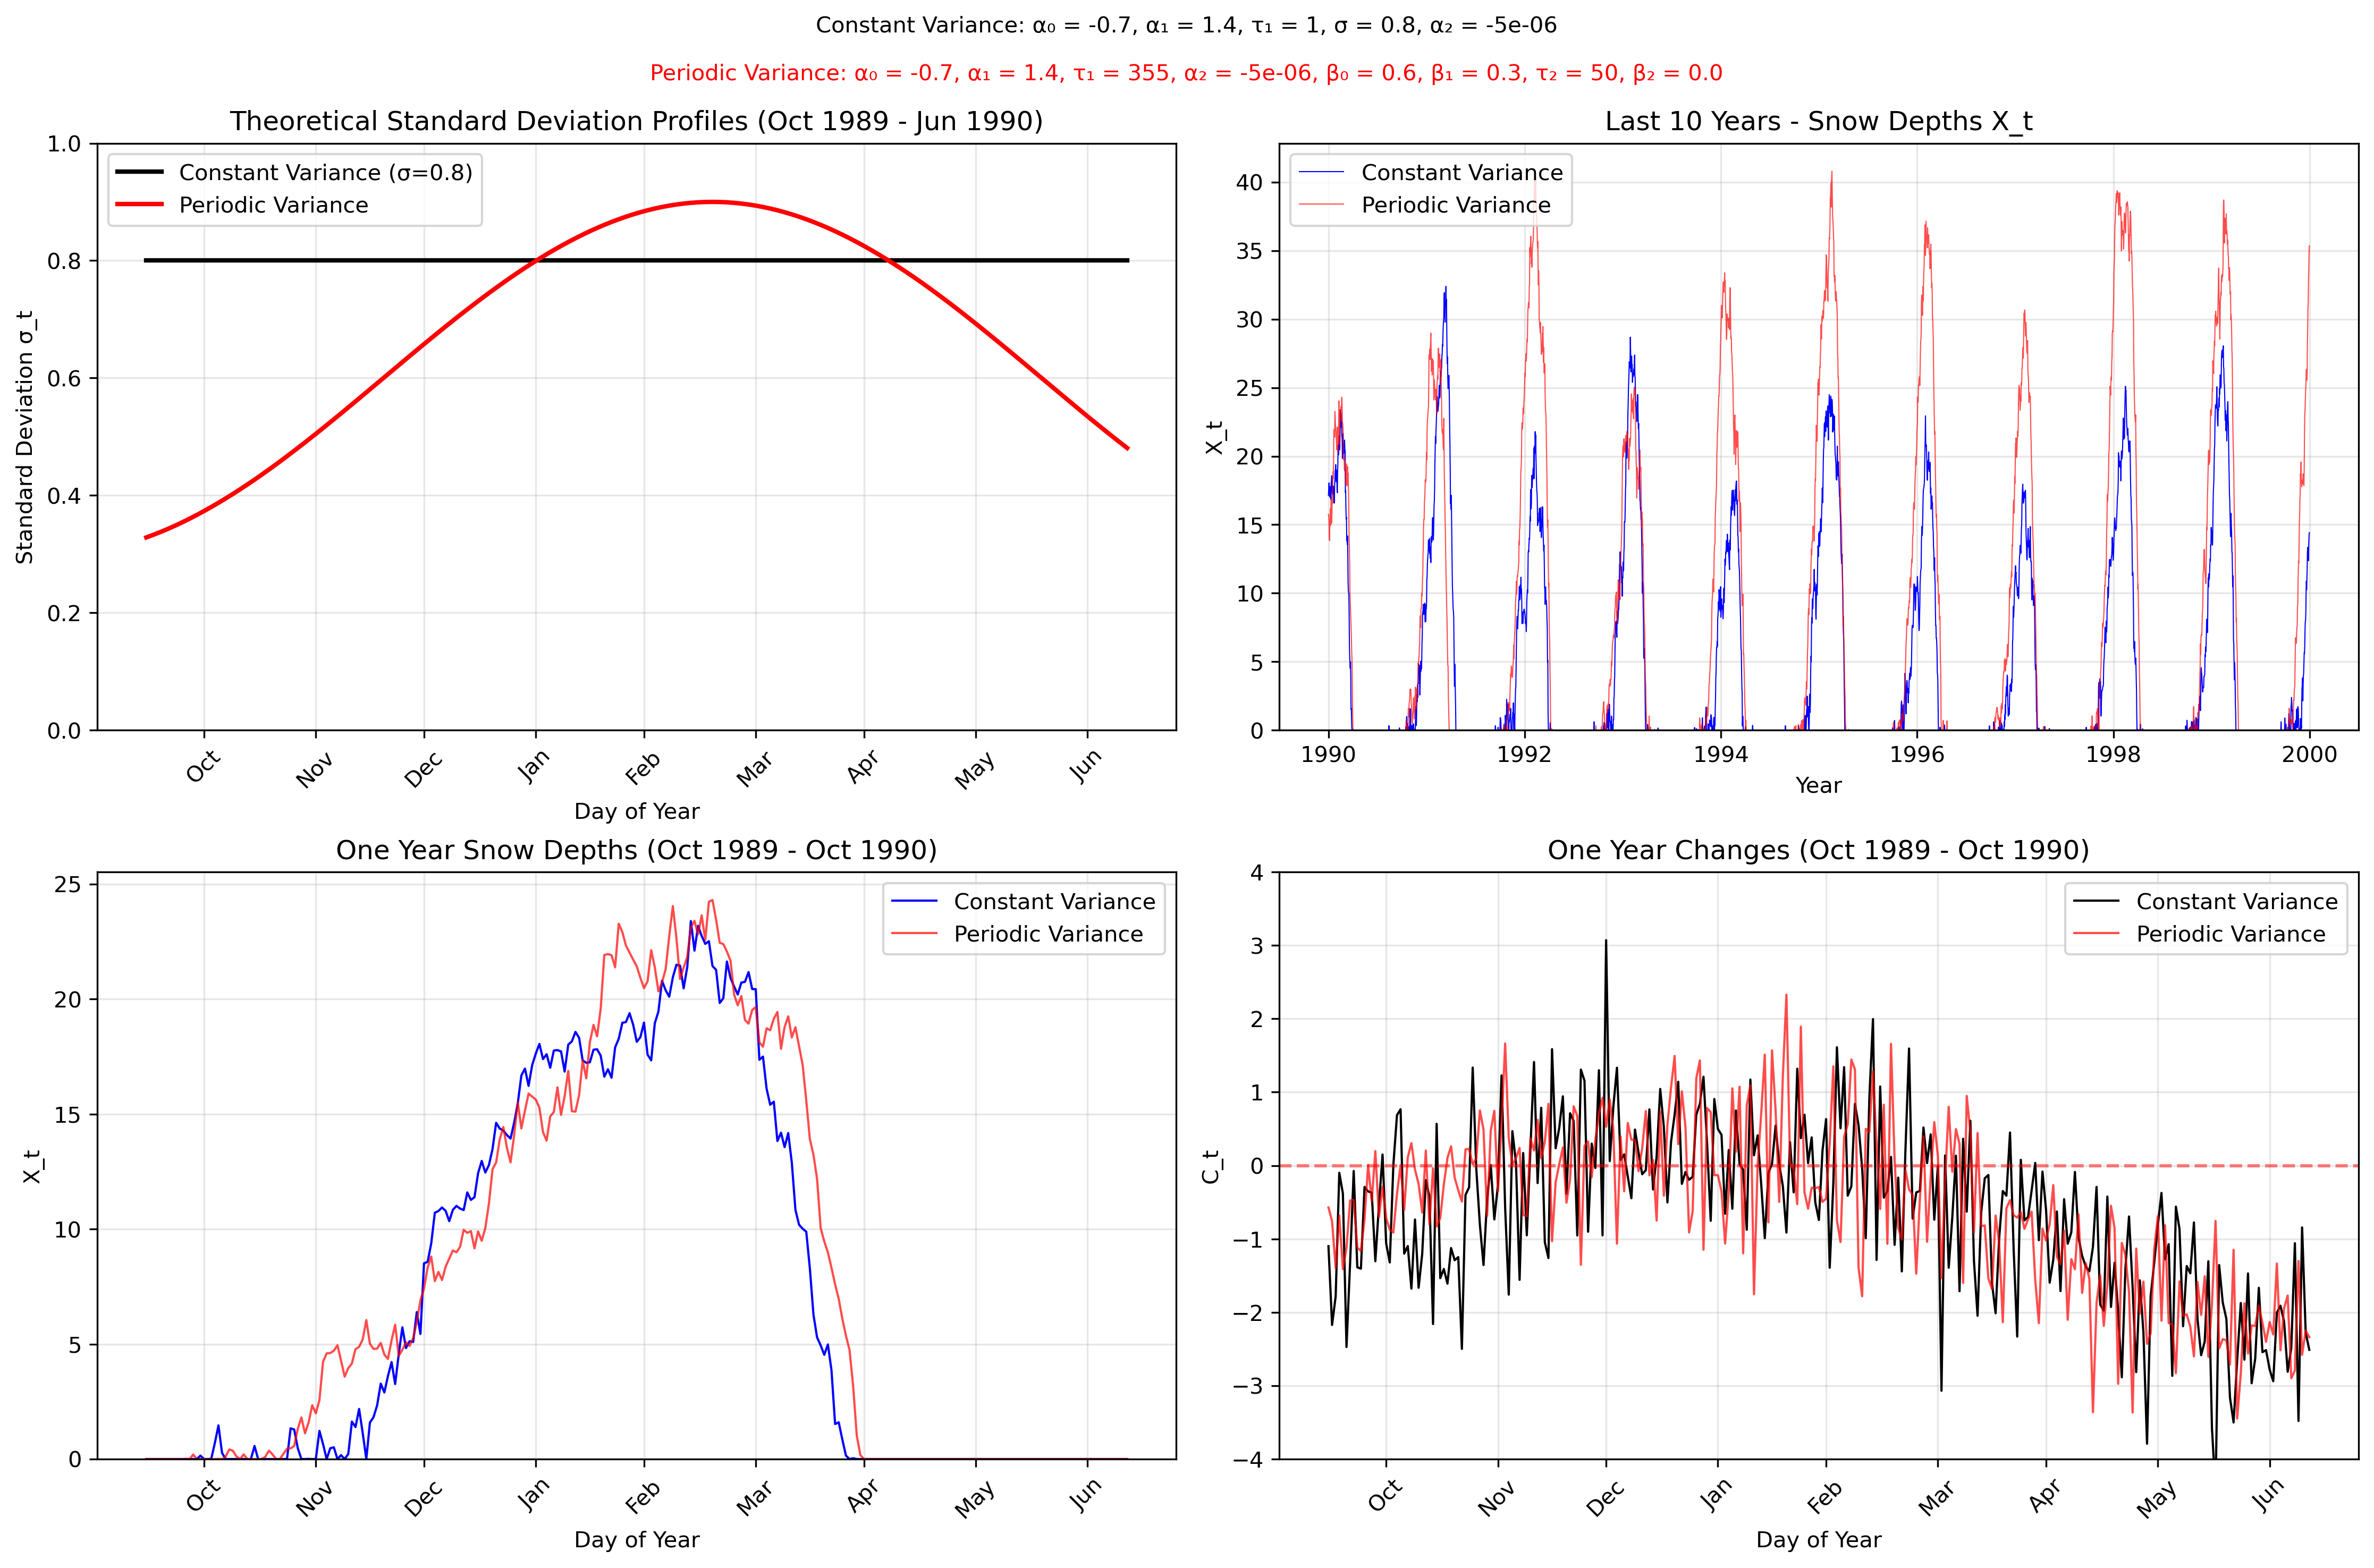 Constant Variance: α₀ = -0.7, α₁ = 1.4, τ₁ = 1, σ = 0.8, α₂ = -5e-06
Periodic Variance: α₀ = -0.7, α₁ = 1.4, τ₁ = 355, α₂ = -5e-06, β₀ = 0.6, β₁ = 0.3, τ₂ = 50, β₂ = 0.0
Theoretical Standard Deviation Profiles (Oct 1989 - Jun 1990)
Constant Variance (σ=0.8)
Periodic Variance
Standard Deviation σ_t
1.0
0.8
0.6
0.4
0.2
0.0
Oct
Nov
Dec
Jan
Feb
Mar
Apr
May
Jun
Day of Year
Last 10 Years - Snow Depths X_t
Constant Variance
Periodic Variance
X_t
40
35
30
25
20
15
10
5
0
1990
1992
1994
1996
1998
2000
Year
One Year Snow Depths (Oct 1989 - Oct 1990)
Constant Variance
Periodic Variance
X_t
25
20
15
10
5
0
Oct
Nov
Dec
Jan
Feb
Mar
Apr
May
Jun
Day of Year
One Year Changes (Oct 1989 - Oct 1990)
Constant Variance
Periodic Variance
C_t
4
3
2
1
0
−1
−2
−3
−4
Oct
Nov
Dec
Jan
Feb
Mar
Apr
May
Jun
Day of Year